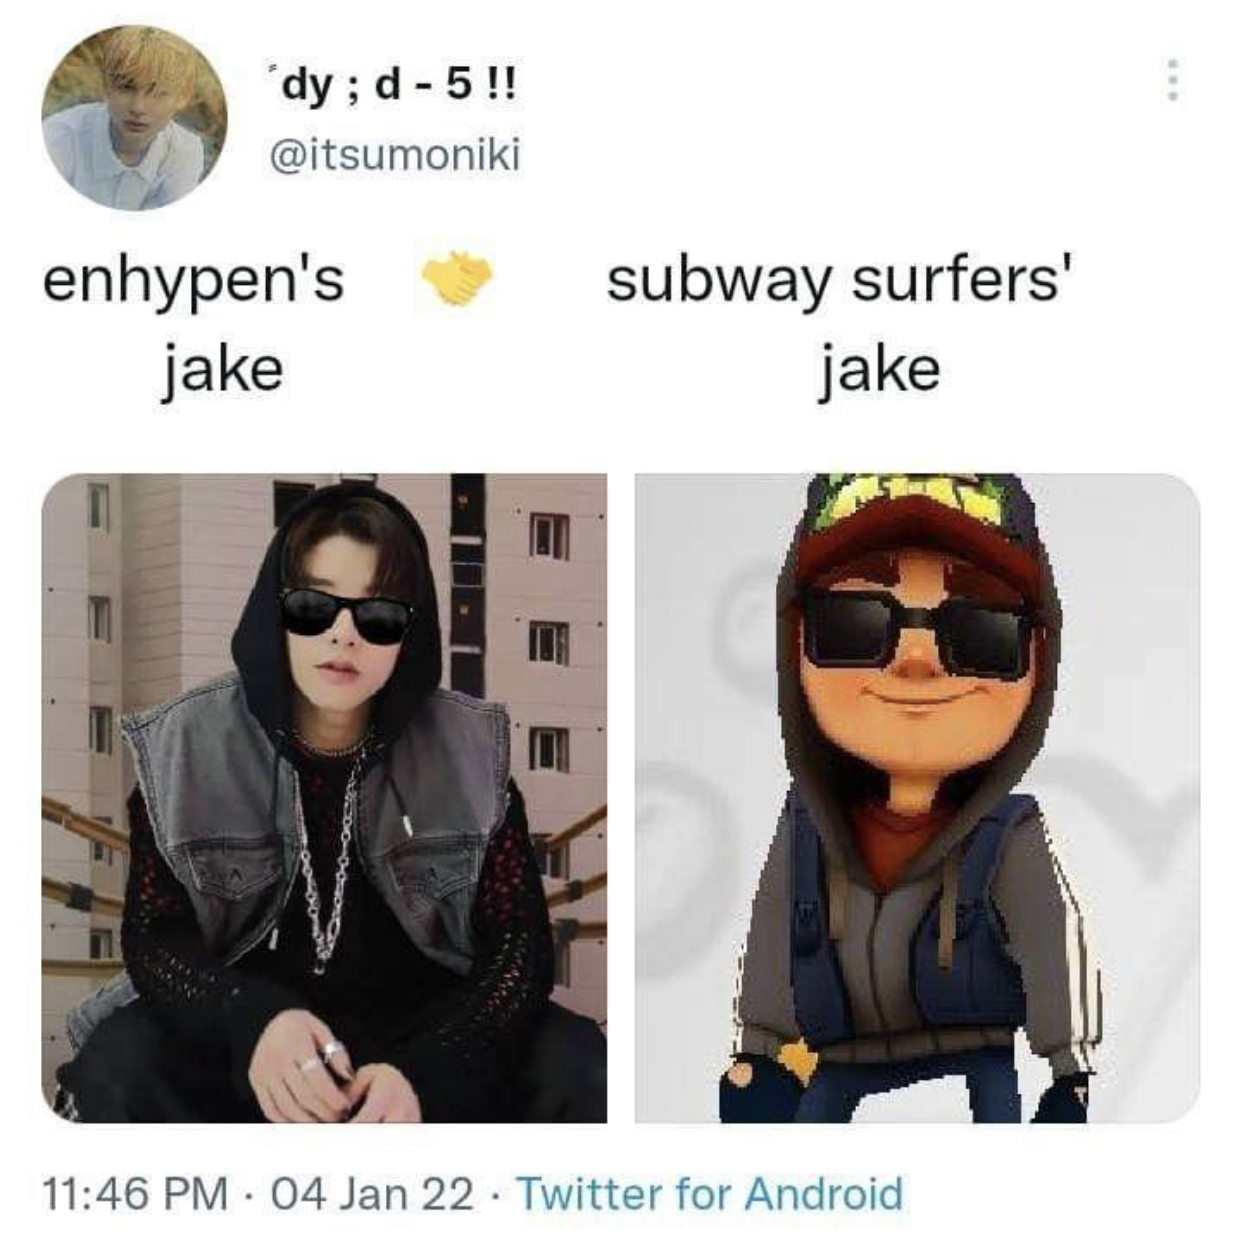 ˝dy ; d - 5 !!
@itsumoniki
enhypen's 🤝 subway surfers'
jake jake
11:46 PM · 04 Jan 22 · Twitter for Android